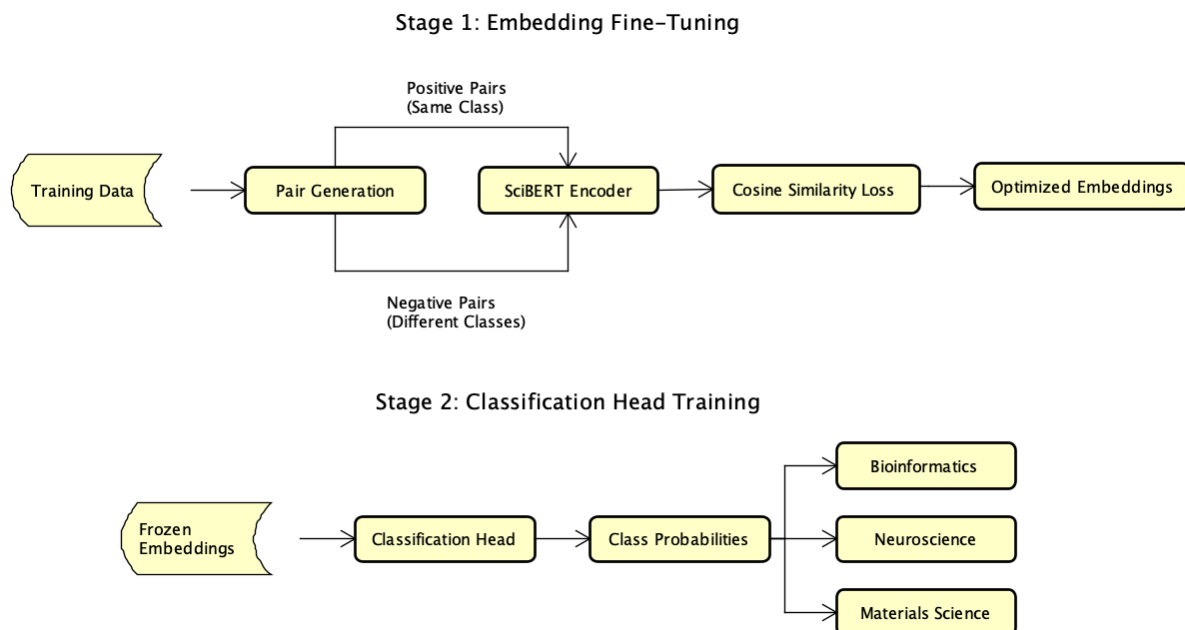 Stage 1: Embedding Fine-Tuning
Positive Pairs
(Same Class)
Training Data
Pair Generation
SciBERT Encoder
Cosine Similarity Loss
Optimized Embeddings
Negative Pairs
(Different Classes)
Stage 2: Classification Head Training
Bioinformatics
Frozen
Embeddings
Classification Head
Class Probabilities
Neuroscience
Materials Science